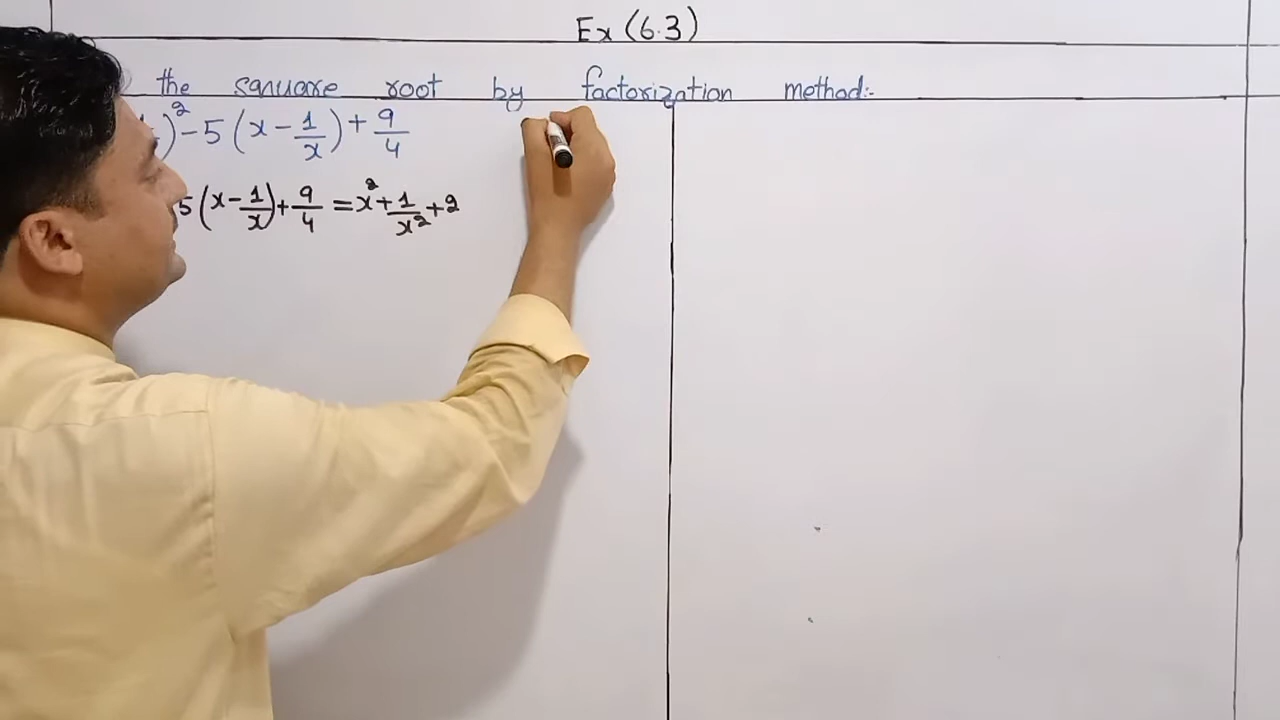 Ex (6.3)
the sqnuare root by factorization method:-
)² - 5 (x - 1/x) + 9/4
5 (x - 1/x) + 9/4 = x² + 1/x² + 2